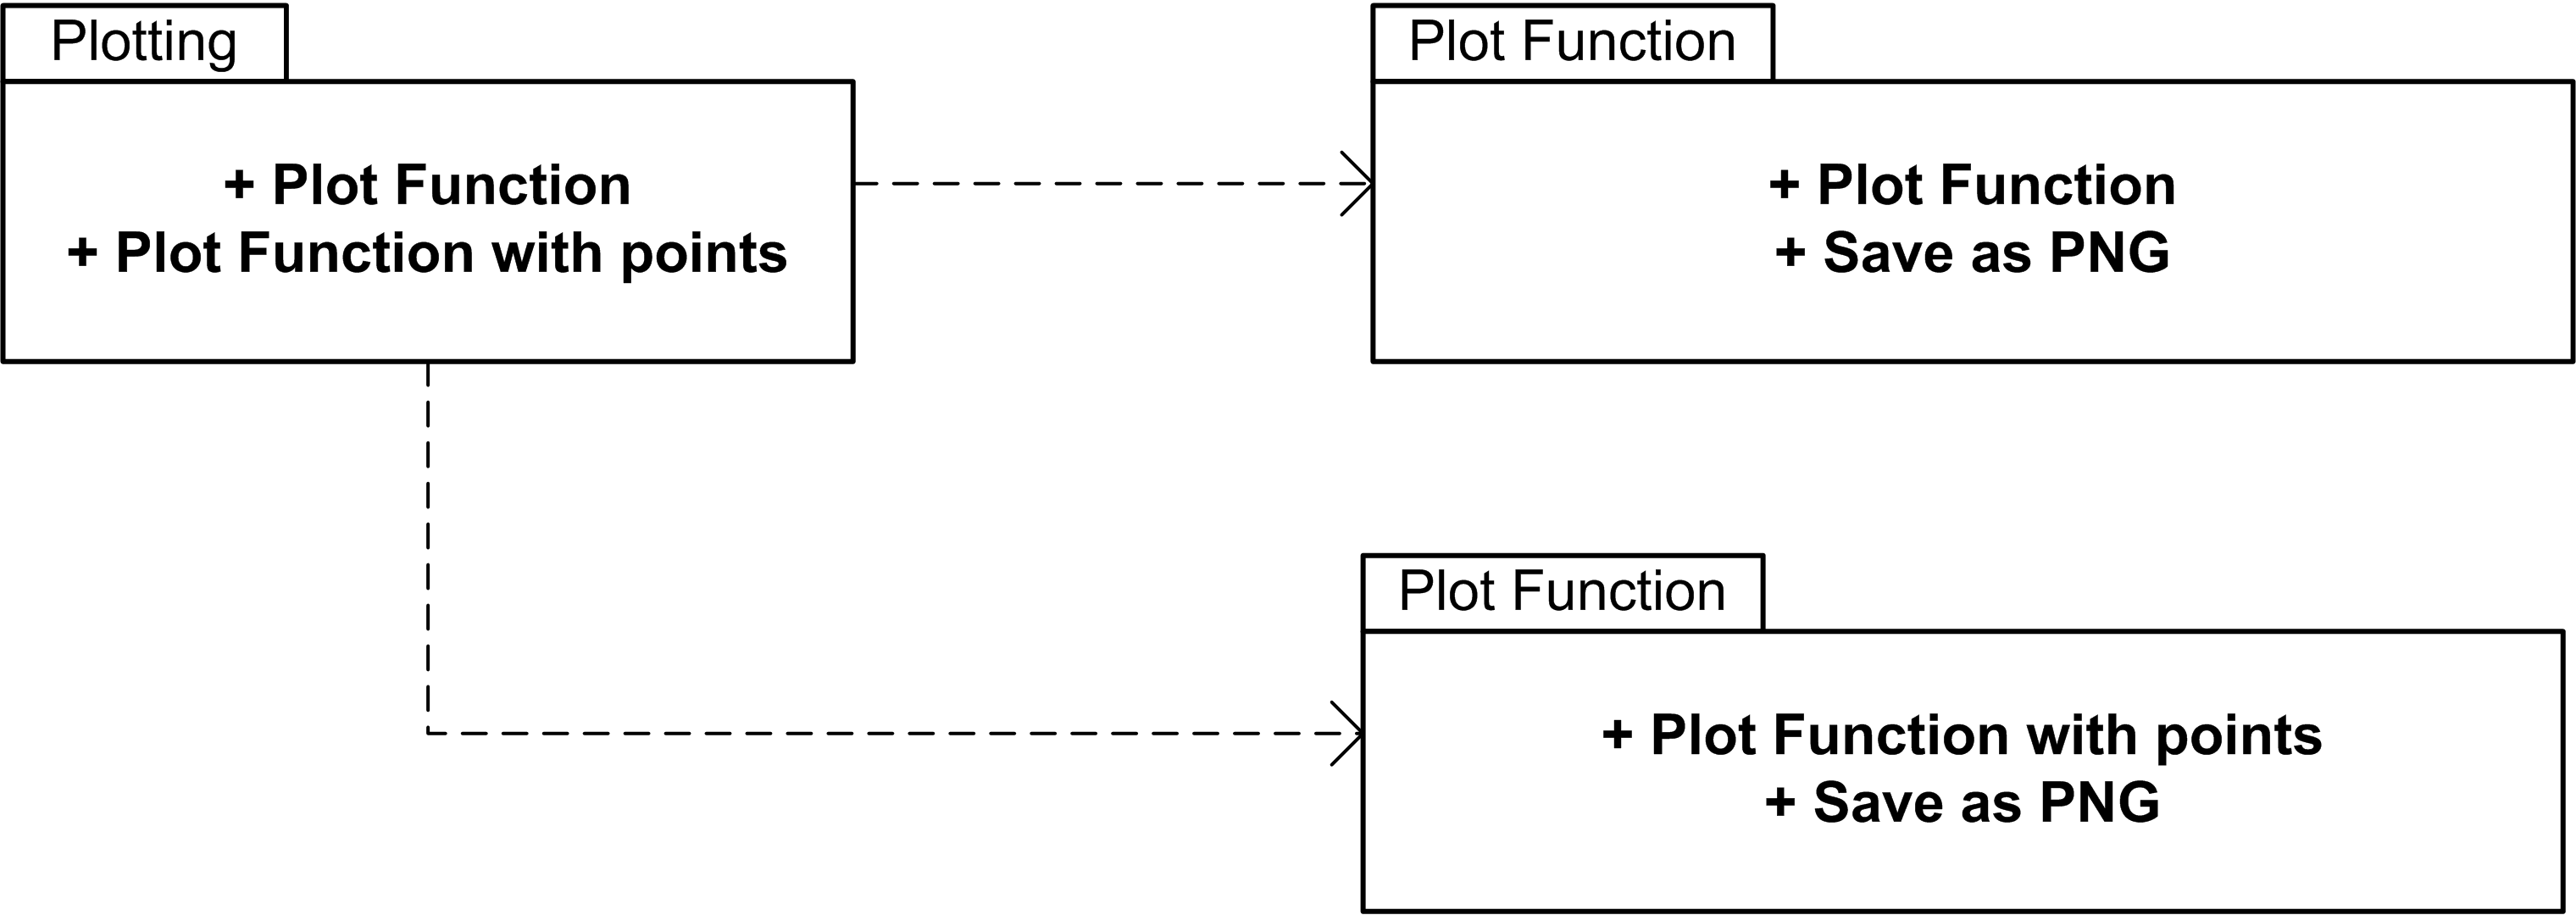 Plotting
+ Plot Function
+ Plot Function with points
Plot Function
+ Plot Function
+ Save as PNG
Plot Function
+ Plot Function with points
+ Save as PNG